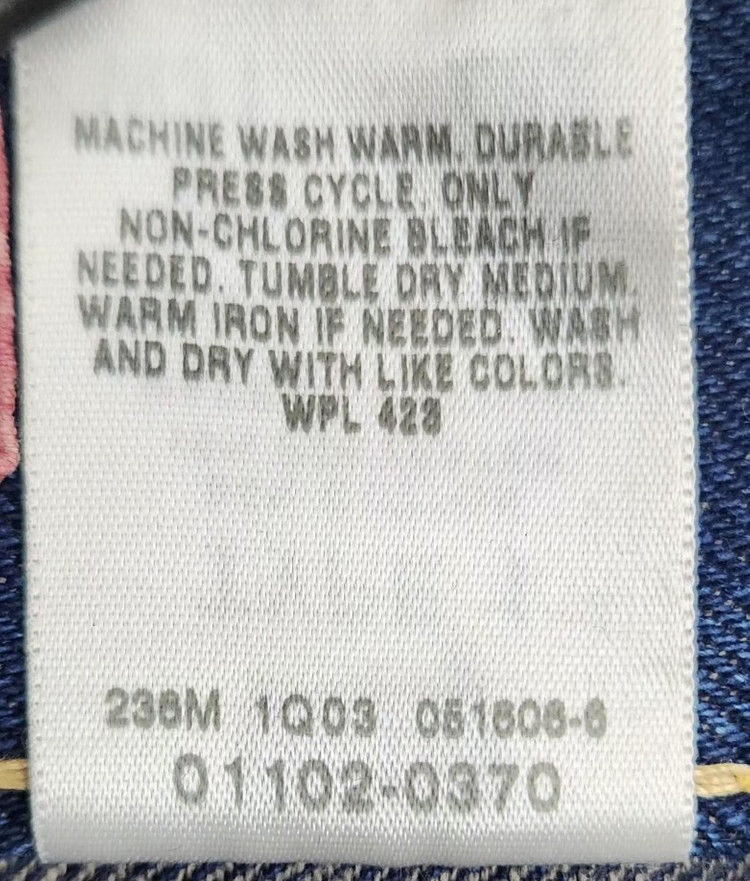 MACHINE WASH WARM. DURABLE
PRESS CYCLE. ONLY
NON-CHLORINE BLEACH IF
NEEDED. TUMBLE DRY MEDIUM.
WARM IRON IF NEEDED. WASH
AND DRY WITH LIKE COLORS.
WPL 423
236M 1Q03 051606-6
01102-0370